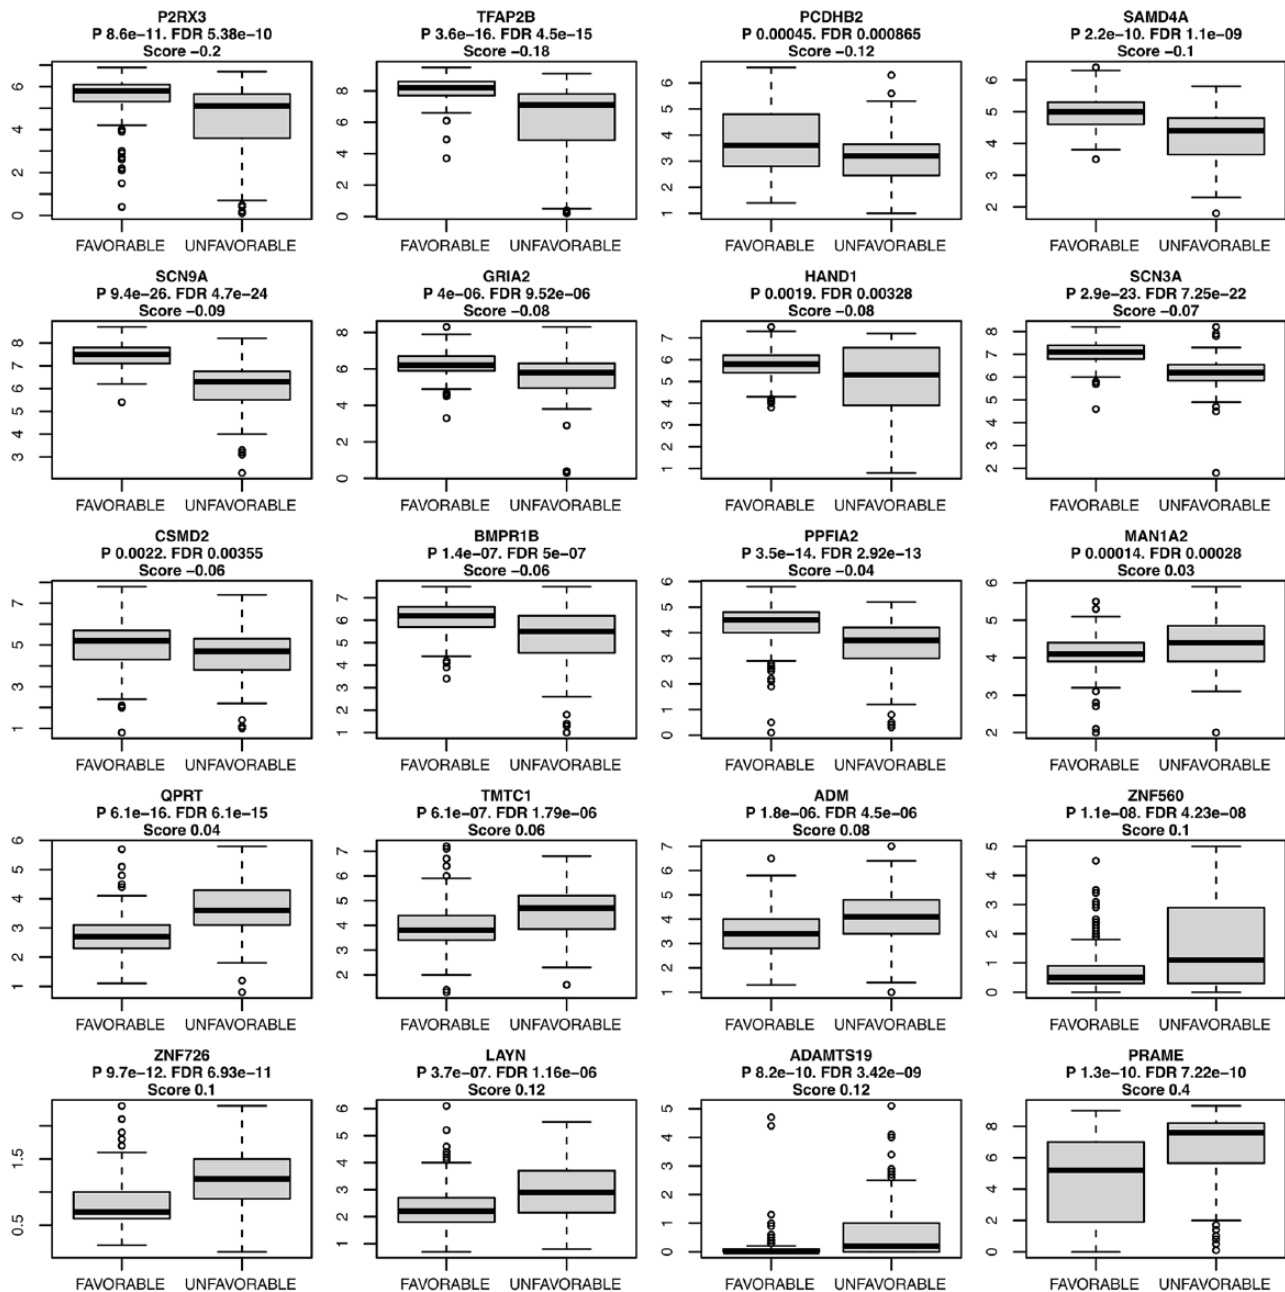 P2RX3
P 8.6e−11. FDR 5.38e−10
Score −0.2
0 2 4 6
FAVORABLE UNFAVORABLE
TFAP2B
P 3.6e−16. FDR 4.5e−15
Score −0.18
0 2 4 6 8
FAVORABLE UNFAVORABLE
PCDHB2
P 0.00045. FDR 0.000865
Score −0.12
1 2 3 4 5 6
FAVORABLE UNFAVORABLE
SAMD4A
P 2.2e−10. FDR 1.1e−09
Score −0.1
2 3 4 5 6
FAVORABLE UNFAVORABLE
SCN9A
P 9.4e−26. FDR 4.7e−24
Score −0.09
3 4 5 6 7 8
FAVORABLE UNFAVORABLE
GRIA2
P 4e−06. FDR 9.52e−06
Score −0.08
0 2 4 6 8
FAVORABLE UNFAVORABLE
HAND1
P 0.0019. FDR 0.00328
Score −0.08
1 2 3 4 5 6 7
FAVORABLE UNFAVORABLE
SCN3A
P 2.9e−23. FDR 7.25e−22
Score −0.07
2 3 4 5 6 7 8
FAVORABLE UNFAVORABLE
CSMD2
P 0.0022. FDR 0.00355
Score −0.06
1 3 5 7
FAVORABLE UNFAVORABLE
BMPR1B
P 1.4e−07. FDR 5e−07
Score −0.06
1 2 3 4 5 6 7
FAVORABLE UNFAVORABLE
PPFIA2
P 3.5e−14. FDR 2.92e−13
Score −0.04
0 1 2 3 4 5 6
FAVORABLE UNFAVORABLE
MAN1A2
P 0.00014. FDR 0.00028
Score 0.03
2 3 4 5 6
FAVORABLE UNFAVORABLE
QPRT
P 6.1e−16. FDR 6.1e−15
Score 0.04
1 2 3 4 5 6
FAVORABLE UNFAVORABLE
TMTC1
P 6.1e−07. FDR 1.79e−06
Score 0.06
2 3 4 5 6 7
FAVORABLE UNFAVORABLE
ADM
P 1.8e−06. FDR 4.5e−06
Score 0.08
1 2 3 4 5 6 7
FAVORABLE UNFAVORABLE
ZNF560
P 1.1e−08. FDR 4.23e−08
Score 0.1
0 1 2 3 4 5
FAVORABLE UNFAVORABLE
ZNF726
P 9.7e−12. FDR 6.93e−11
Score 0.1
0.5 1.5
FAVORABLE UNFAVORABLE
LAYN
P 3.7e−07. FDR 1.16e−06
Score 0.12
1 2 3 4 5 6
FAVORABLE UNFAVORABLE
ADAMTS19
P 8.2e−10. FDR 3.42e−09
Score 0.12
0 1 2 3 4 5
FAVORABLE UNFAVORABLE
PRAME
P 1.3e−10. FDR 7.22e−10
Score 0.4
0 2 4 6 8
FAVORABLE UNFAVORABLE